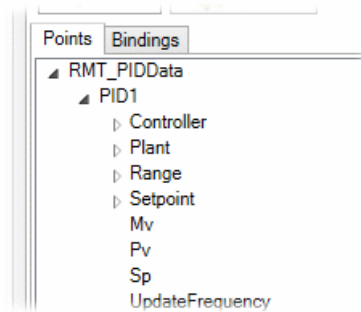 Points Bindings
RMT_PIDData
PID1
Controller
Plant
Range
Setpoint
Mv
Pv
Sp
UpdateFrequency